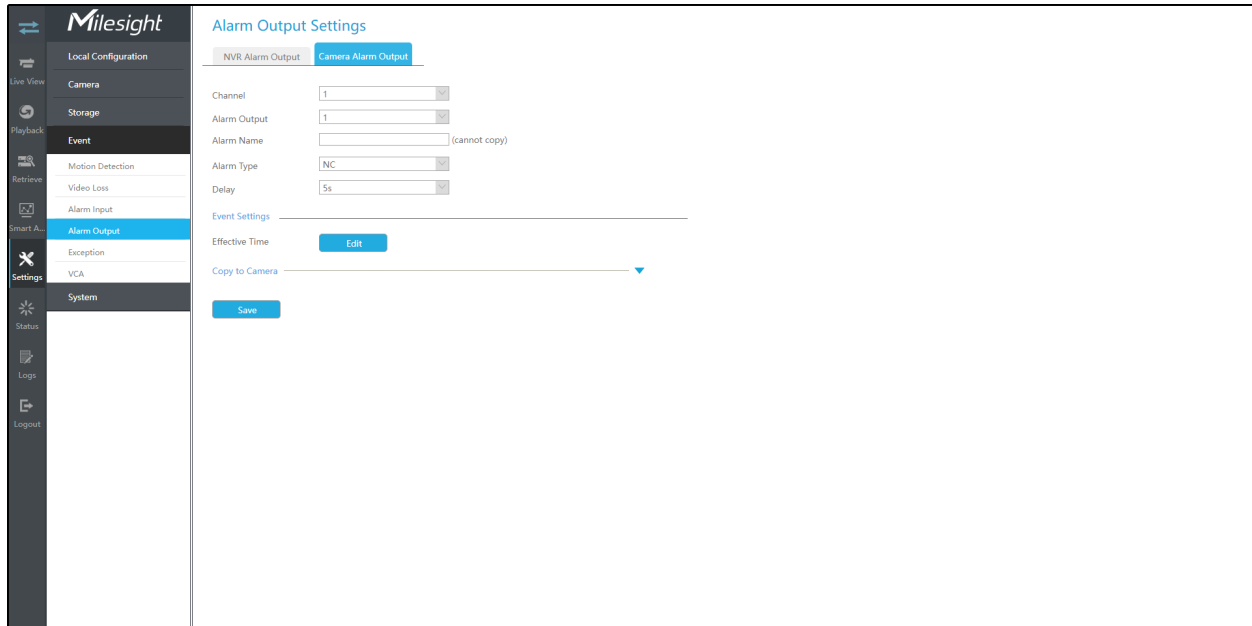 Milesight
Live View
Playback
Retrieve
Smart A...
Settings
Status
Logs
Logout
Local Configuration
Camera
Storage
Event
Motion Detection
Video Loss
Alarm Input
Alarm Output
Exception
VCA
System
Alarm Output Settings
NVR Alarm Output Camera Alarm Output
Channel 1
Alarm Output 1
Alarm Name (cannot copy)
Alarm Type NC
Delay 5s
Event Settings
Effective Time Edit
Copy to Camera
Save